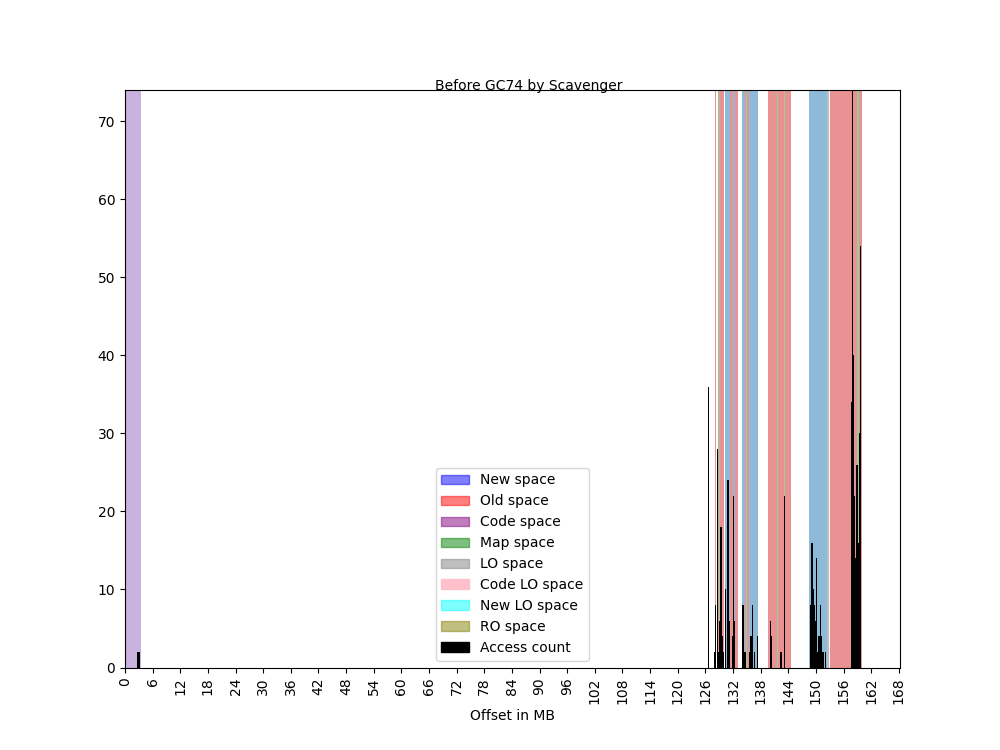 Before GC74 by Scavenger
70
60
50
40
30
20
10
0
New space
Old space
Code space
Map space
LO space
Code LO space
New LO space
RO space
Access count
0 6 12 18 24 30 36 42 48 54 60 66 72 78 84 90 96 102 108 114 120 126 132 138 144 150 156 162 168
Offset in MB